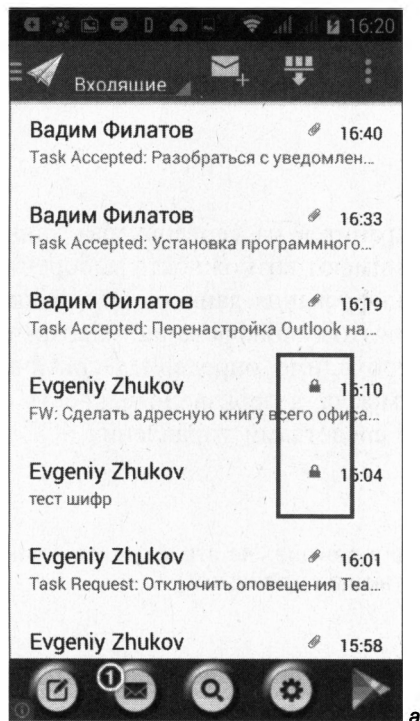 16:20
Входящие
Вадим Филатов 16:40
Task Accepted: Разобраться с уведомлен...
Вадим Филатов 16:33
Task Accepted: Установка программного...
Вадим Филатов 16:19
Task Accepted: Перенастройка Outlook на...
Evgeniy Zhukov 16:10
FW: Сделать адресную книгу всего офиса...
Evgeniy Zhukov 16:04
тест шифр
Evgeniy Zhukov 16:01
Task Request: Отключить оповещения Tea...
Evgeniy Zhukov 15:58
1
а